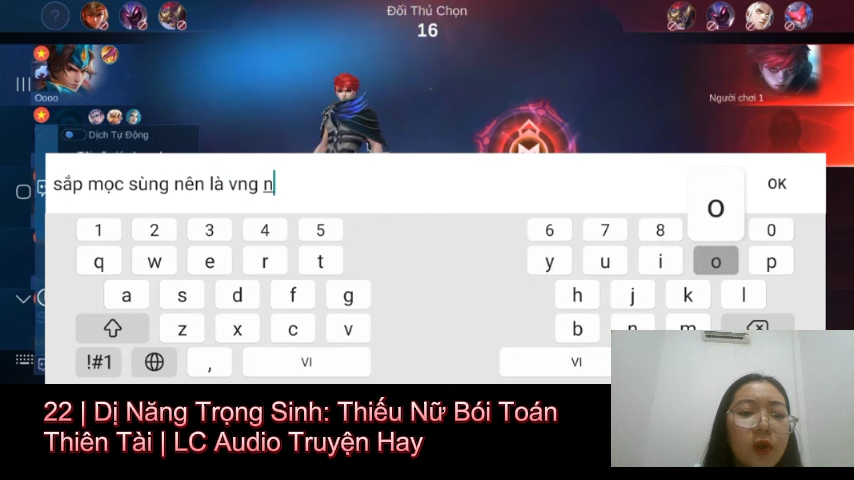 ?
Đối Thủ Chọn
16
Oooo
Người chơi 1
Dịch Tự Động
sắp mọc sùng nên là vng n
OK
o
1 2 3 4 5 6 7 8 0
q w e r t y u i o p
a s d f g h j k l
z x c v b n m
!#1 , VI VI
22 | Dị Năng Trọng Sinh: Thiếu Nữ Bói Toán
Thiên Tài | LC Audio Truyện Hay